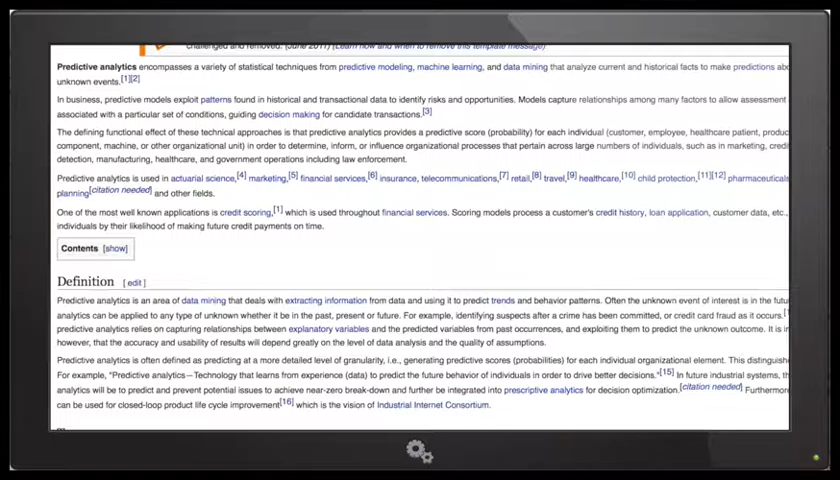 challenged and removed. (June 2011) (Learn how and when to remove this template message)
Predictive analytics encompasses a variety of statistical techniques from predictive modeling, machine learning, and data mining that analyze current and historical facts to make predictions
unknown events.[1][2]
In business, predictive models exploit patterns found in historical and transactional data to identify risks and opportunities. Models capture relationships among many factors to allow assessment
associated with a particular set of conditions, guiding decision making for candidate transactions.[3]
The defining functional effect of these technical approaches is that predictive analytics provides a predictive score (probability) for each individual (customer, employee, healthcare patient,
component, machine, or other organizational unit) in order to determine, inform, or influence organizational processes that pertain across large numbers of individuals, such as in marketing,
detection, manufacturing, healthcare, and government operations including law enforcement.
Predictive analytics is used in actuarial science,[4] marketing,[5] financial services,[6] insurance, telecommunications,[7] retail,[8] travel,[9] healthcare,[10] child protection,[11][12] pharmaceuticals
planning[citation needed] and other fields.
One of the most well known applications is credit scoring,[1] which is used throughout financial services. Scoring models process a customer's credit history, loan application, customer data, etc.,
individuals by their likelihood of making future credit payments on time.
Contents [show]
Definition [ edit ]
Predictive analytics is an area of data mining that deals with extracting information from data and using it to predict trends and behavior patterns. Often the unknown event of interest is in the
analytics can be applied to any type of unknown whether it be in the past, present or future. For example, identifying suspects after a crime has been committed, or credit card fraud as it occurs.
predictive analytics relies on capturing relationships between explanatory variables and the predicted variables from past occurrences, and exploiting them to predict the unknown outcome. It is
however, that the accuracy and usability of results will depend greatly on the level of data analysis and the quality of assumptions.
Predictive analytics is often defined as predicting at a more detailed level of granularity, i.e., generating predictive scores (probabilities) for each individual organizational element. This
For example, "Predictive analytics—Technology that learns from experience (data) to predict the future behavior of individuals in order to drive better decisions."[15] In future industrial systems,
analytics will be to predict and prevent potential issues to achieve near-zero break-down and further be integrated into prescriptive analytics for decision optimization.[citation needed]
can be used for closed-loop product life cycle improvement[16] which is the vision of Industrial Internet Consortium.